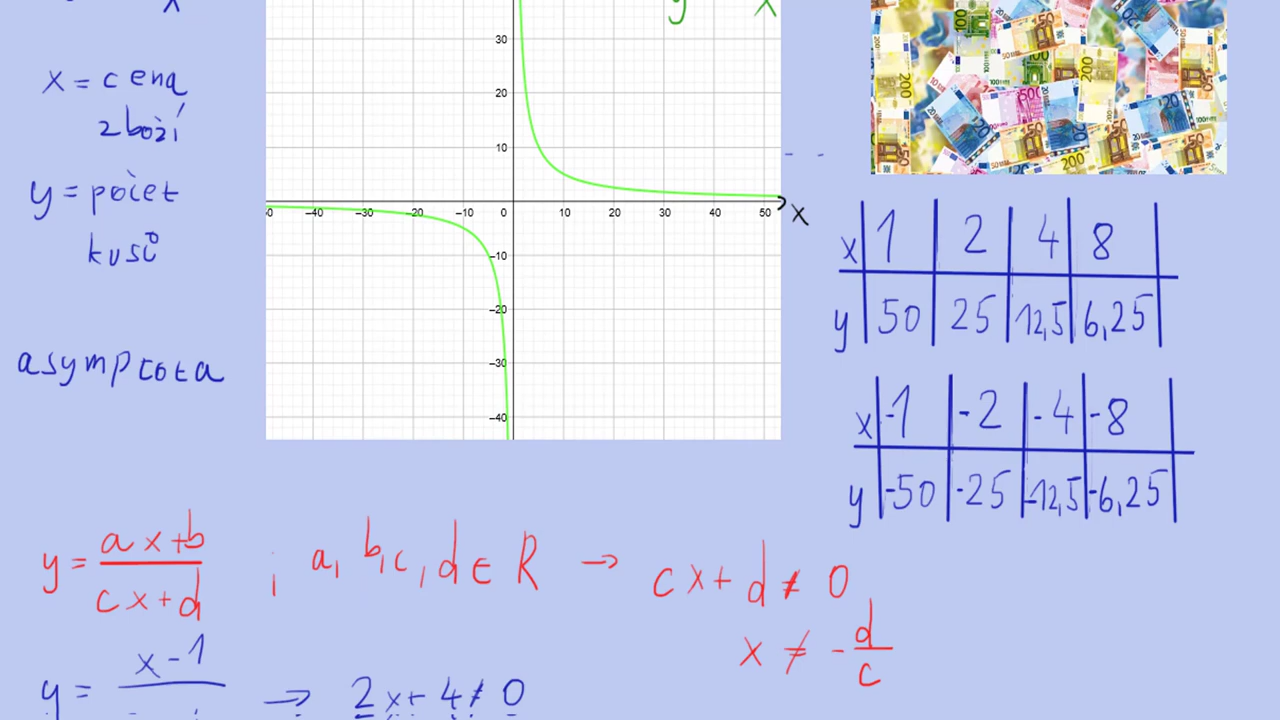 x
y x
x = cena
zboží
y = počet
kusů
asymptota
30
20
10
-40 -30 -20 -10 0 10 20 30 40 50 x
-10
-20
-30
-40
x 1 2 4 8
y 50 25 12,5 6,25
x -1 -2 -4 -8
y -50 -25 -12,5 -6,25
y = (ax+b)/(cx+d) ; a, b, c, d ∈ R → cx + d ≠ 0
x ≠ -d/c
x-1
y = → 2x+4≠0